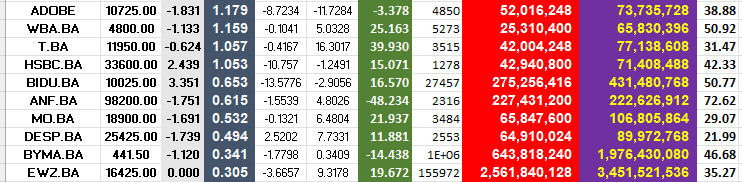 ADOBE 10725.00 -1.831 1.179 -8.7234 -11.7284 -3.378 4850 52,016,248 73,735,728 38.88
WBA.BA 4800.00 -1.133 1.159 -0.1041 5.0328 25.163 5273 25,310,400 65,830,396 50.92
T.BA 11950.00 -0.624 1.057 -0.4167 16.3017 39.930 3515 42,004,248 77,138,608 31.47
HSBC.BA 33600.00 2.439 1.053 -10.757 -1.2491 15.071 1278 42,940,800 71,408,488 42.33
BIDU.BA 10025.00 3.351 0.653 -13.5776 -2.9056 16.570 27457 275,256,416 431,480,768 50.77
ANF.BA 98200.00 -1.751 0.615 -1.5539 4.8026 -48.234 2316 227,431,200 222,626,912 72.62
MO.BA 18900.00 -1.691 0.532 -0.1321 6.4804 21.937 3484 65,847,600 106,805,864 29.07
DESP.BA 25425.00 -1.739 0.494 2.5202 7.7331 11.881 2553 64,910,024 89,972,768 21.99
BYMA.BA 441.50 -1.120 0.341 -1.7798 0.3409 -14.438 1E+06 643,818,240 1,976,430,080 46.68
EWZ.BA 16425.00 0.000 0.305 -3.6657 9.3178 19.672 155972 2,561,840,128 3,451,521,536 35.27